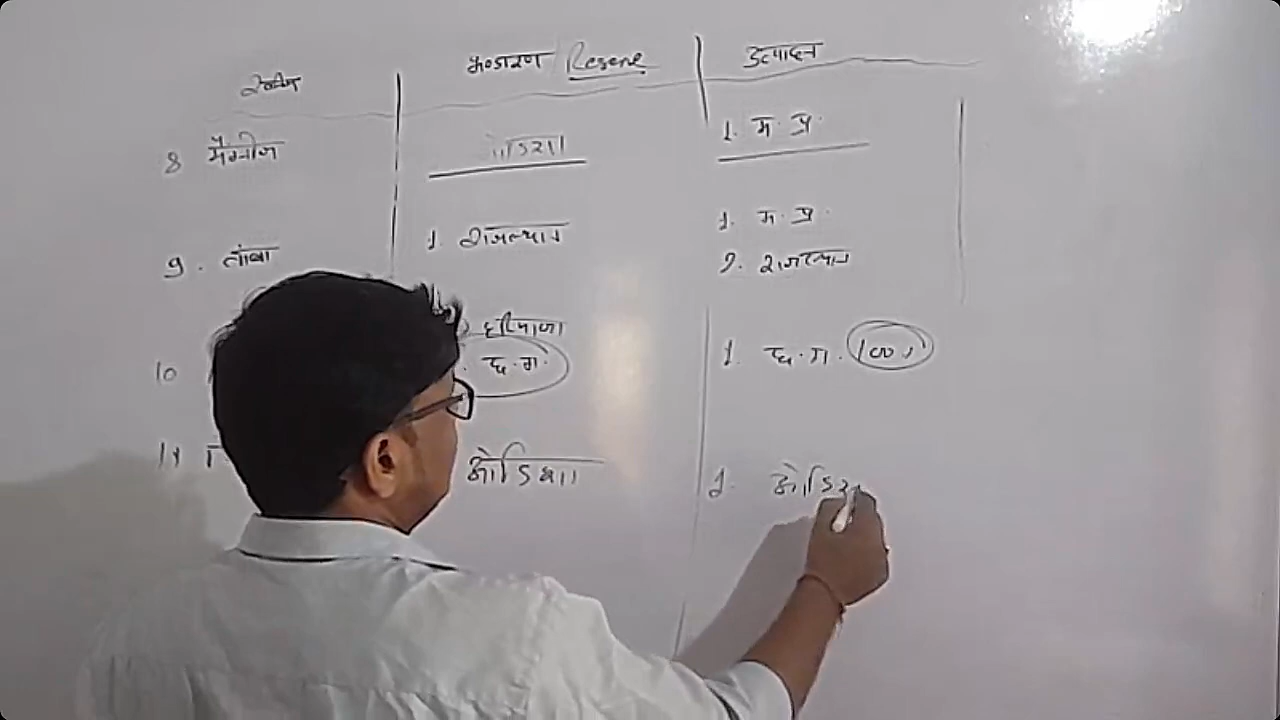 खनीज भण्डारण / Reserve उत्पादन
8 मैंगनीज ओडिशा 1. म. प्र.
9. तांबा 1. राजस्थान 1. म. प्र.
2. राजस्थान
हरियाणा
10 छ. ग. 1. छ. ग. 100%
11 ओडिशा 1. ओडिश